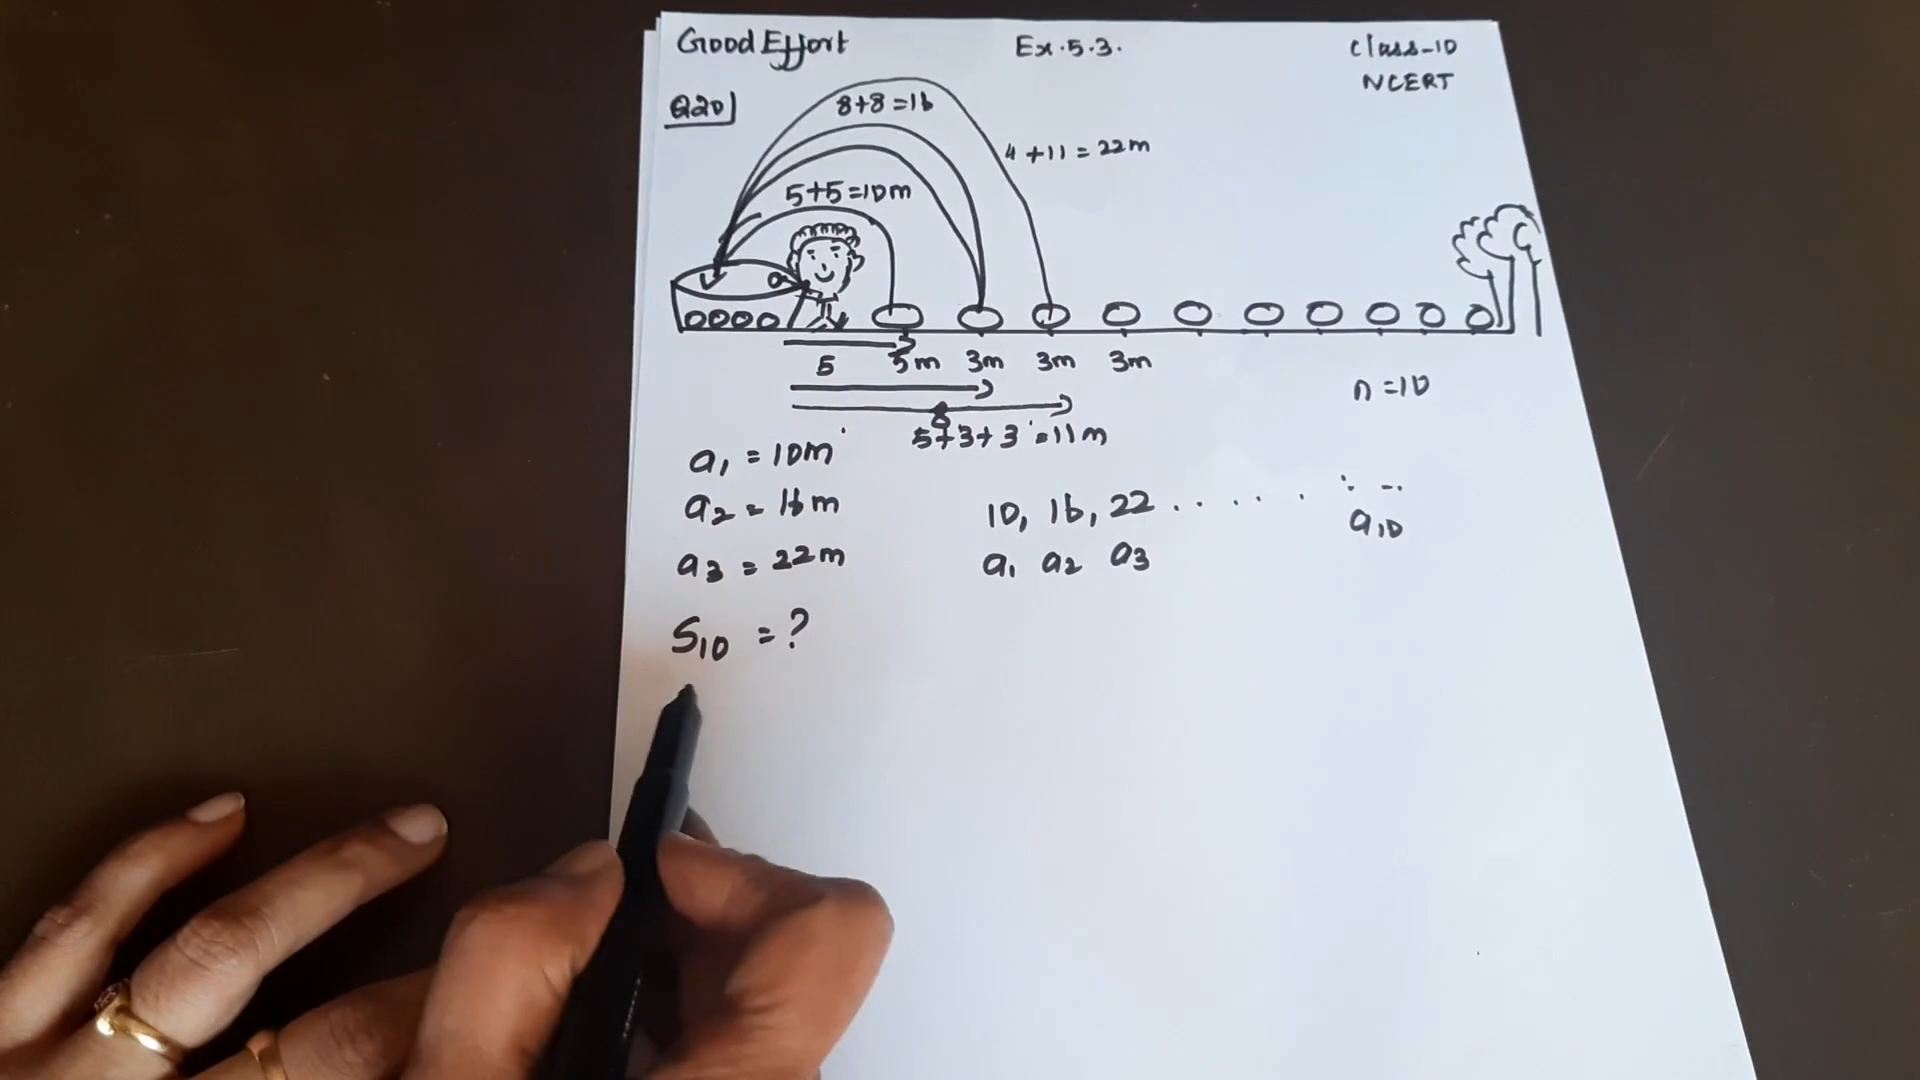 Good Effort Ex.5.3. Class-10
NCERT
Q20)
8+8=16
4+11=22m
5+5=10m
5 5m 3m 3m 3m
n=10
5+3+3=11m
a1=10m
a2=16m
a3=22m
10, 16, 22 . . . . . . . .
a1 a2 a3 a10
S10=?